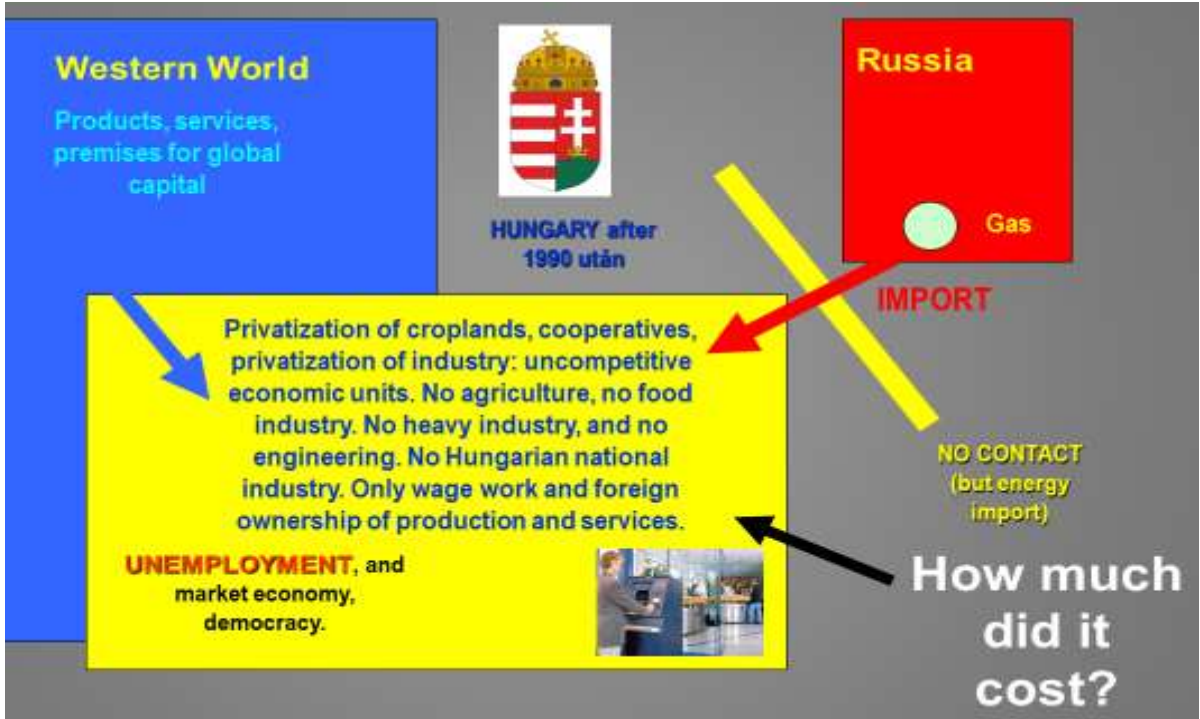 Western World
Products, services,
premises for global
capital
HUNGARY after
1990 után
Russia
Gas
IMPORT
Privatization of croplands, cooperatives,
privatization of industry: uncompetitive
economic units. No agriculture, no food
industry. No heavy industry, and no
engineering. No Hungarian national
industry. Only wage work and foreign
ownership of production and services.
UNEMPLOYMENT, and
market economy,
democracy.
NO CONTACT
(but energy
import)
How much
did it
cost?